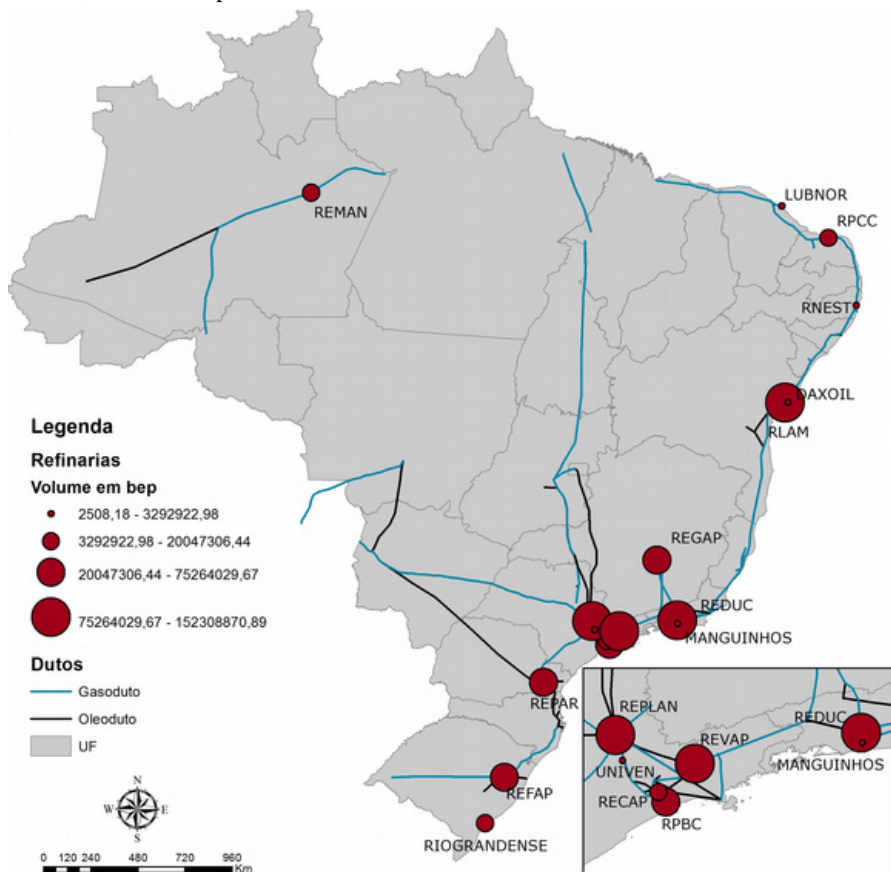 LUBNOR
RPCC
REMAN
RNEST
DAXOIL
RLAM
Legenda
Refinarias
Volume em bep
2508,18 - 3292922,98
3292922,98 - 20047306,44
20047306,44 - 75264029,67
75264029,67 - 152308870,89
Dutos
Gasoduto
Oleoduto
UF
REGAP
REDUC
MANGUINHOS
REPAR
REFAP
RIOGRANDENSE
REPLAN
REDUC
REVAP
MANGUINHOS
UNIVEN
RECAP
RPBC
N
W E
S
0 120 240 480 720 960
Km